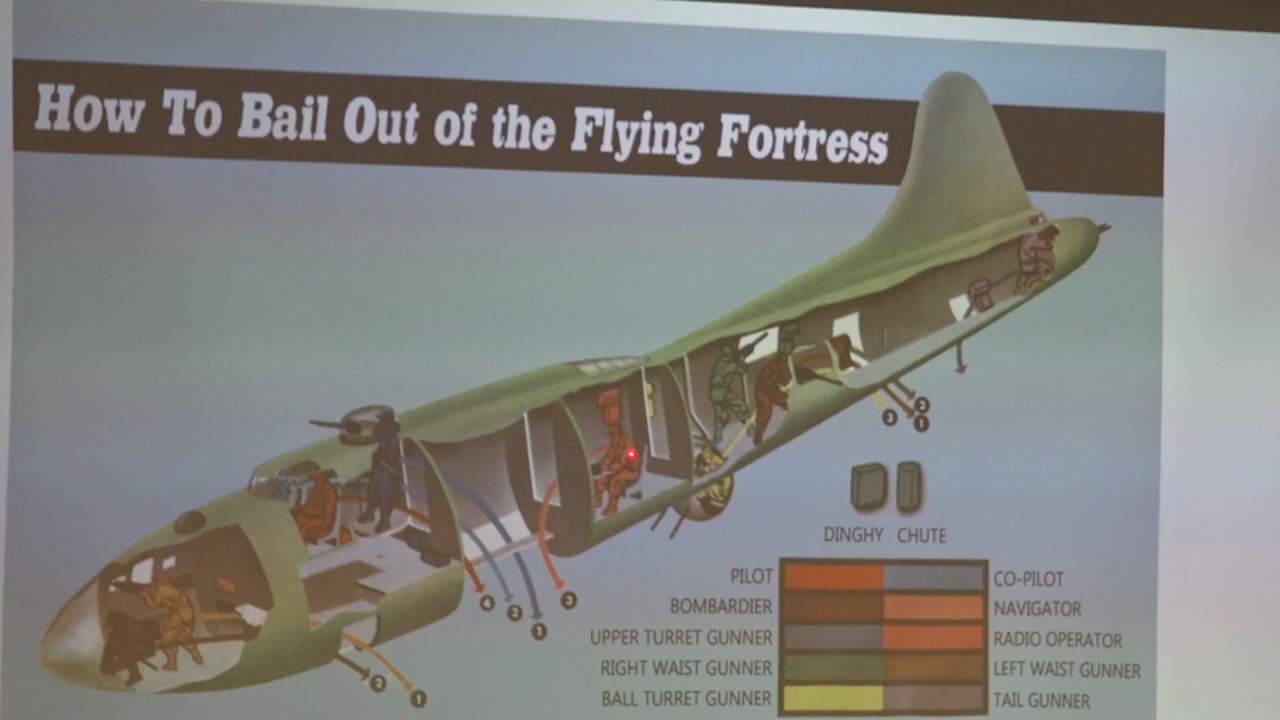 How To Bail Out of the Flying Fortress
3
2
1
DINGHY CHUTE
4
2
1
3
2
1
PILOT CO-PILOT
BOMBARDIER NAVIGATOR
UPPER TURRET GUNNER RADIO OPERATOR
RIGHT WAIST GUNNER LEFT WAIST GUNNER
BALL TURRET GUNNER TAIL GUNNER